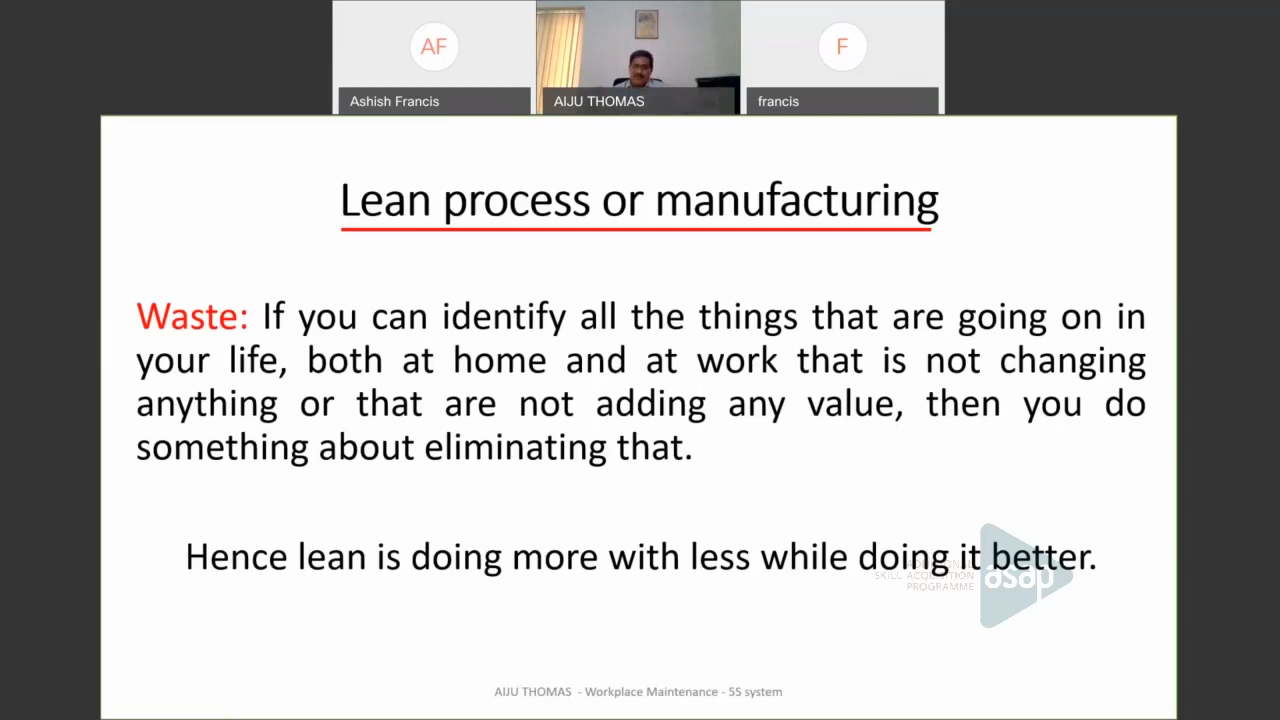 AF
F
Ashish Francis
AIJU THOMAS
francis
Lean process or manufacturing
Waste: If you can identify all the things that are going on in
your life, both at home and at work that is not changing
anything or that are not adding any value, then you do
something about eliminating that.
Hence lean is doing more with less while doing it better.
SKILL ACQUISITION
PROGRAMME
asap
AIJU THOMAS - Workplace Maintenance - 5S system